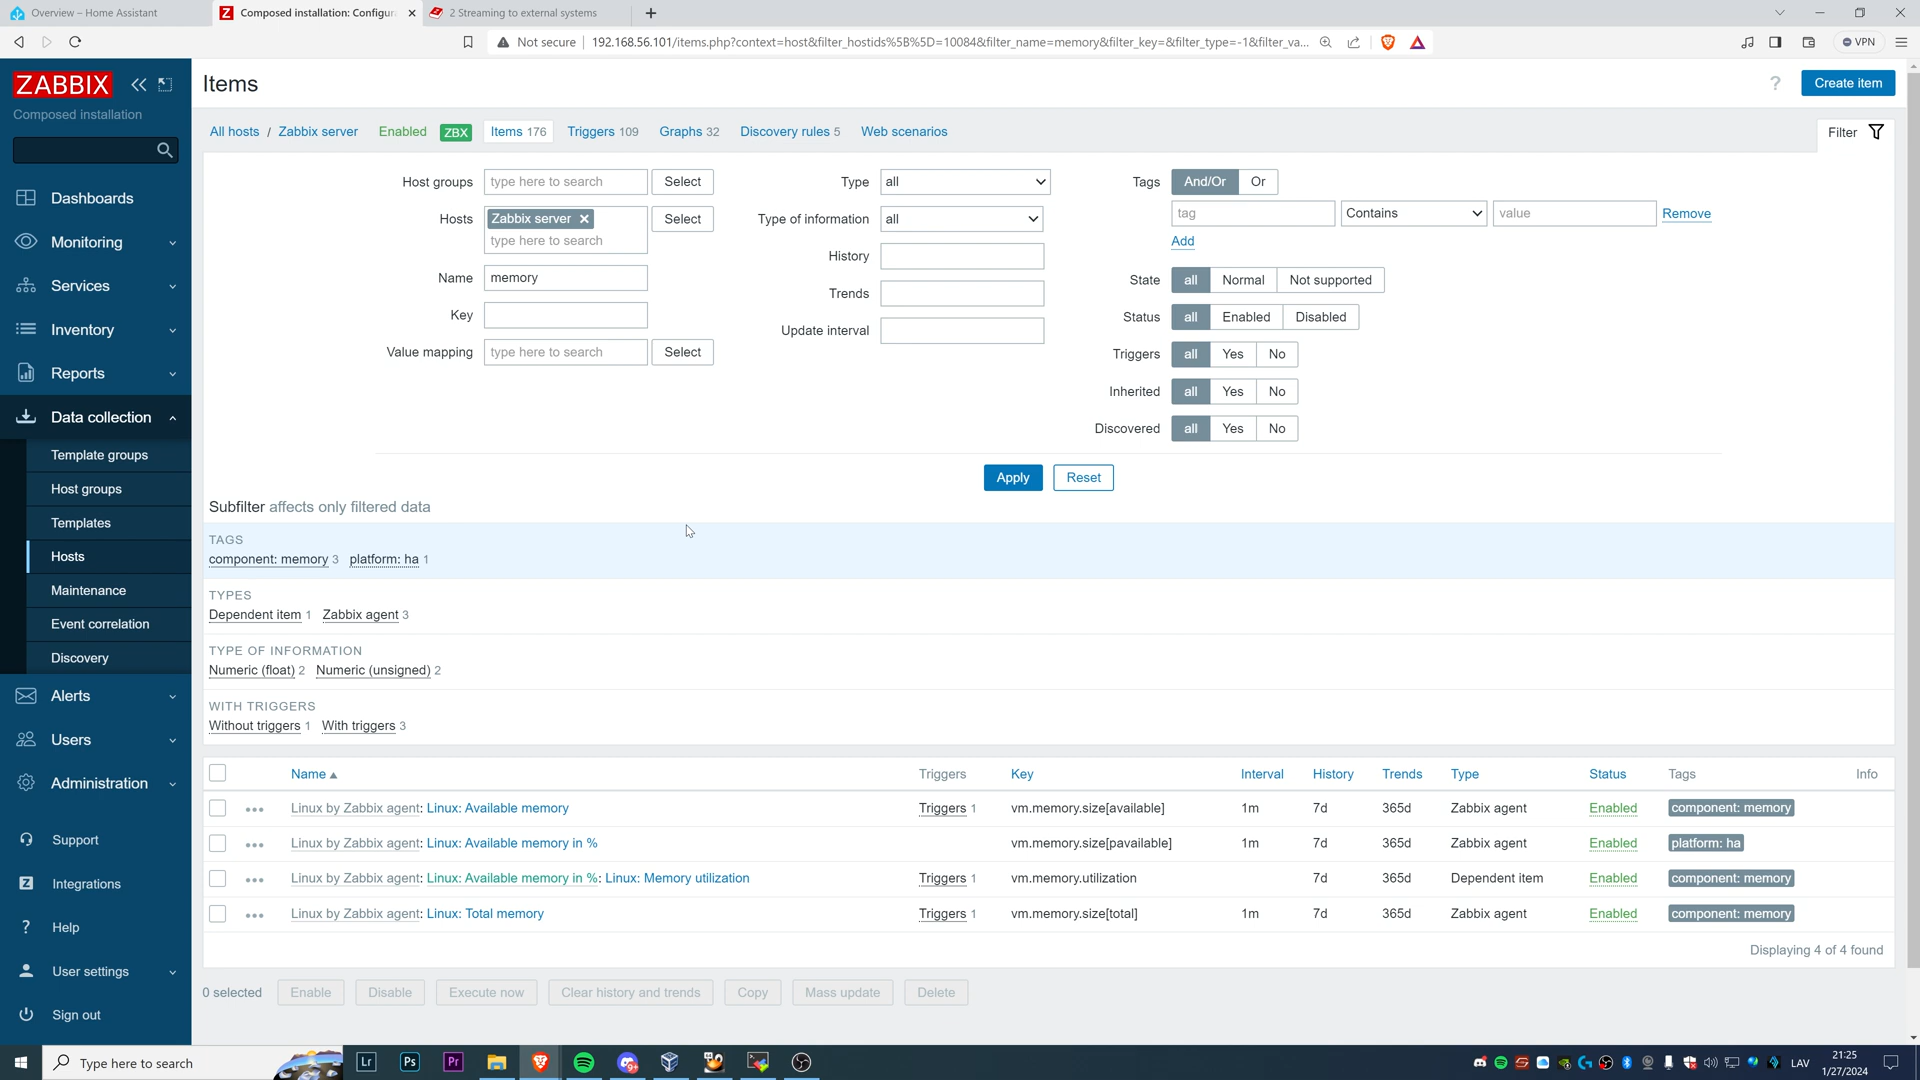 Overview – Home Assistant
Composed installation: Configur
2 Streaming to external systems
Not secure
192.168.56.101/items.php?context=host&filter_hostids%5B%5D=10084&filter_name=memory&filter_key=&filter_type=-1&filter_va...
VPN
ZABBIX
Composed installation
Dashboards
Monitoring
Services
Inventory
Reports
Data collection
Template groups
Host groups
Templates
Hosts
Maintenance
Event correlation
Discovery
Alerts
Users
Administration
Support
Integrations
Help
User settings
Sign out
Items
? Create item
All hosts / Zabbix server Enabled ZBX Items 176 Triggers 109 Graphs 32 Discovery rules 5 Web scenarios
Filter
Host groups type here to search Select
Hosts Zabbix server Select
type here to search
Name memory
Key
Value mapping type here to search Select
Type all
Type of information all
History
Trends
Update interval
Tags And/Or Or
tag Contains value Remove
Add
State all Normal Not supported
Status all Enabled Disabled
Triggers all Yes No
Inherited all Yes No
Discovered all Yes No
Apply Reset
Subfilter affects only filtered data
TAGS
component: memory 3 platform: ha 1
TYPES
Dependent item 1 Zabbix agent 3
TYPE OF INFORMATION
Numeric (float) 2 Numeric (unsigned) 2
WITH TRIGGERS
Without triggers 1 With triggers 3
Name Triggers Key Interval History Trends Type Status Tags Info
Linux by Zabbix agent: Linux: Available memory Triggers 1 vm.memory.size[available] 1m 7d 365d Zabbix agent Enabled component: memory
Linux by Zabbix agent: Linux: Available memory in % vm.memory.size[pavailable] 1m 7d 365d Zabbix agent Enabled platform: ha
Linux by Zabbix agent: Linux: Available memory in %: Linux: Memory utilization Triggers 1 vm.memory.utilization 7d 365d Dependent item Enabled component: memory
Linux by Zabbix agent: Linux: Total memory Triggers 1 vm.memory.size[total] 1m 7d 365d Zabbix agent Enabled component: memory
Displaying 4 of 4 found
0 selected Enable Disable Execute now Clear history and trends Copy Mass update Delete
Type here to search
Lr
Ps
Pr
LAV
21:25
1/27/2024